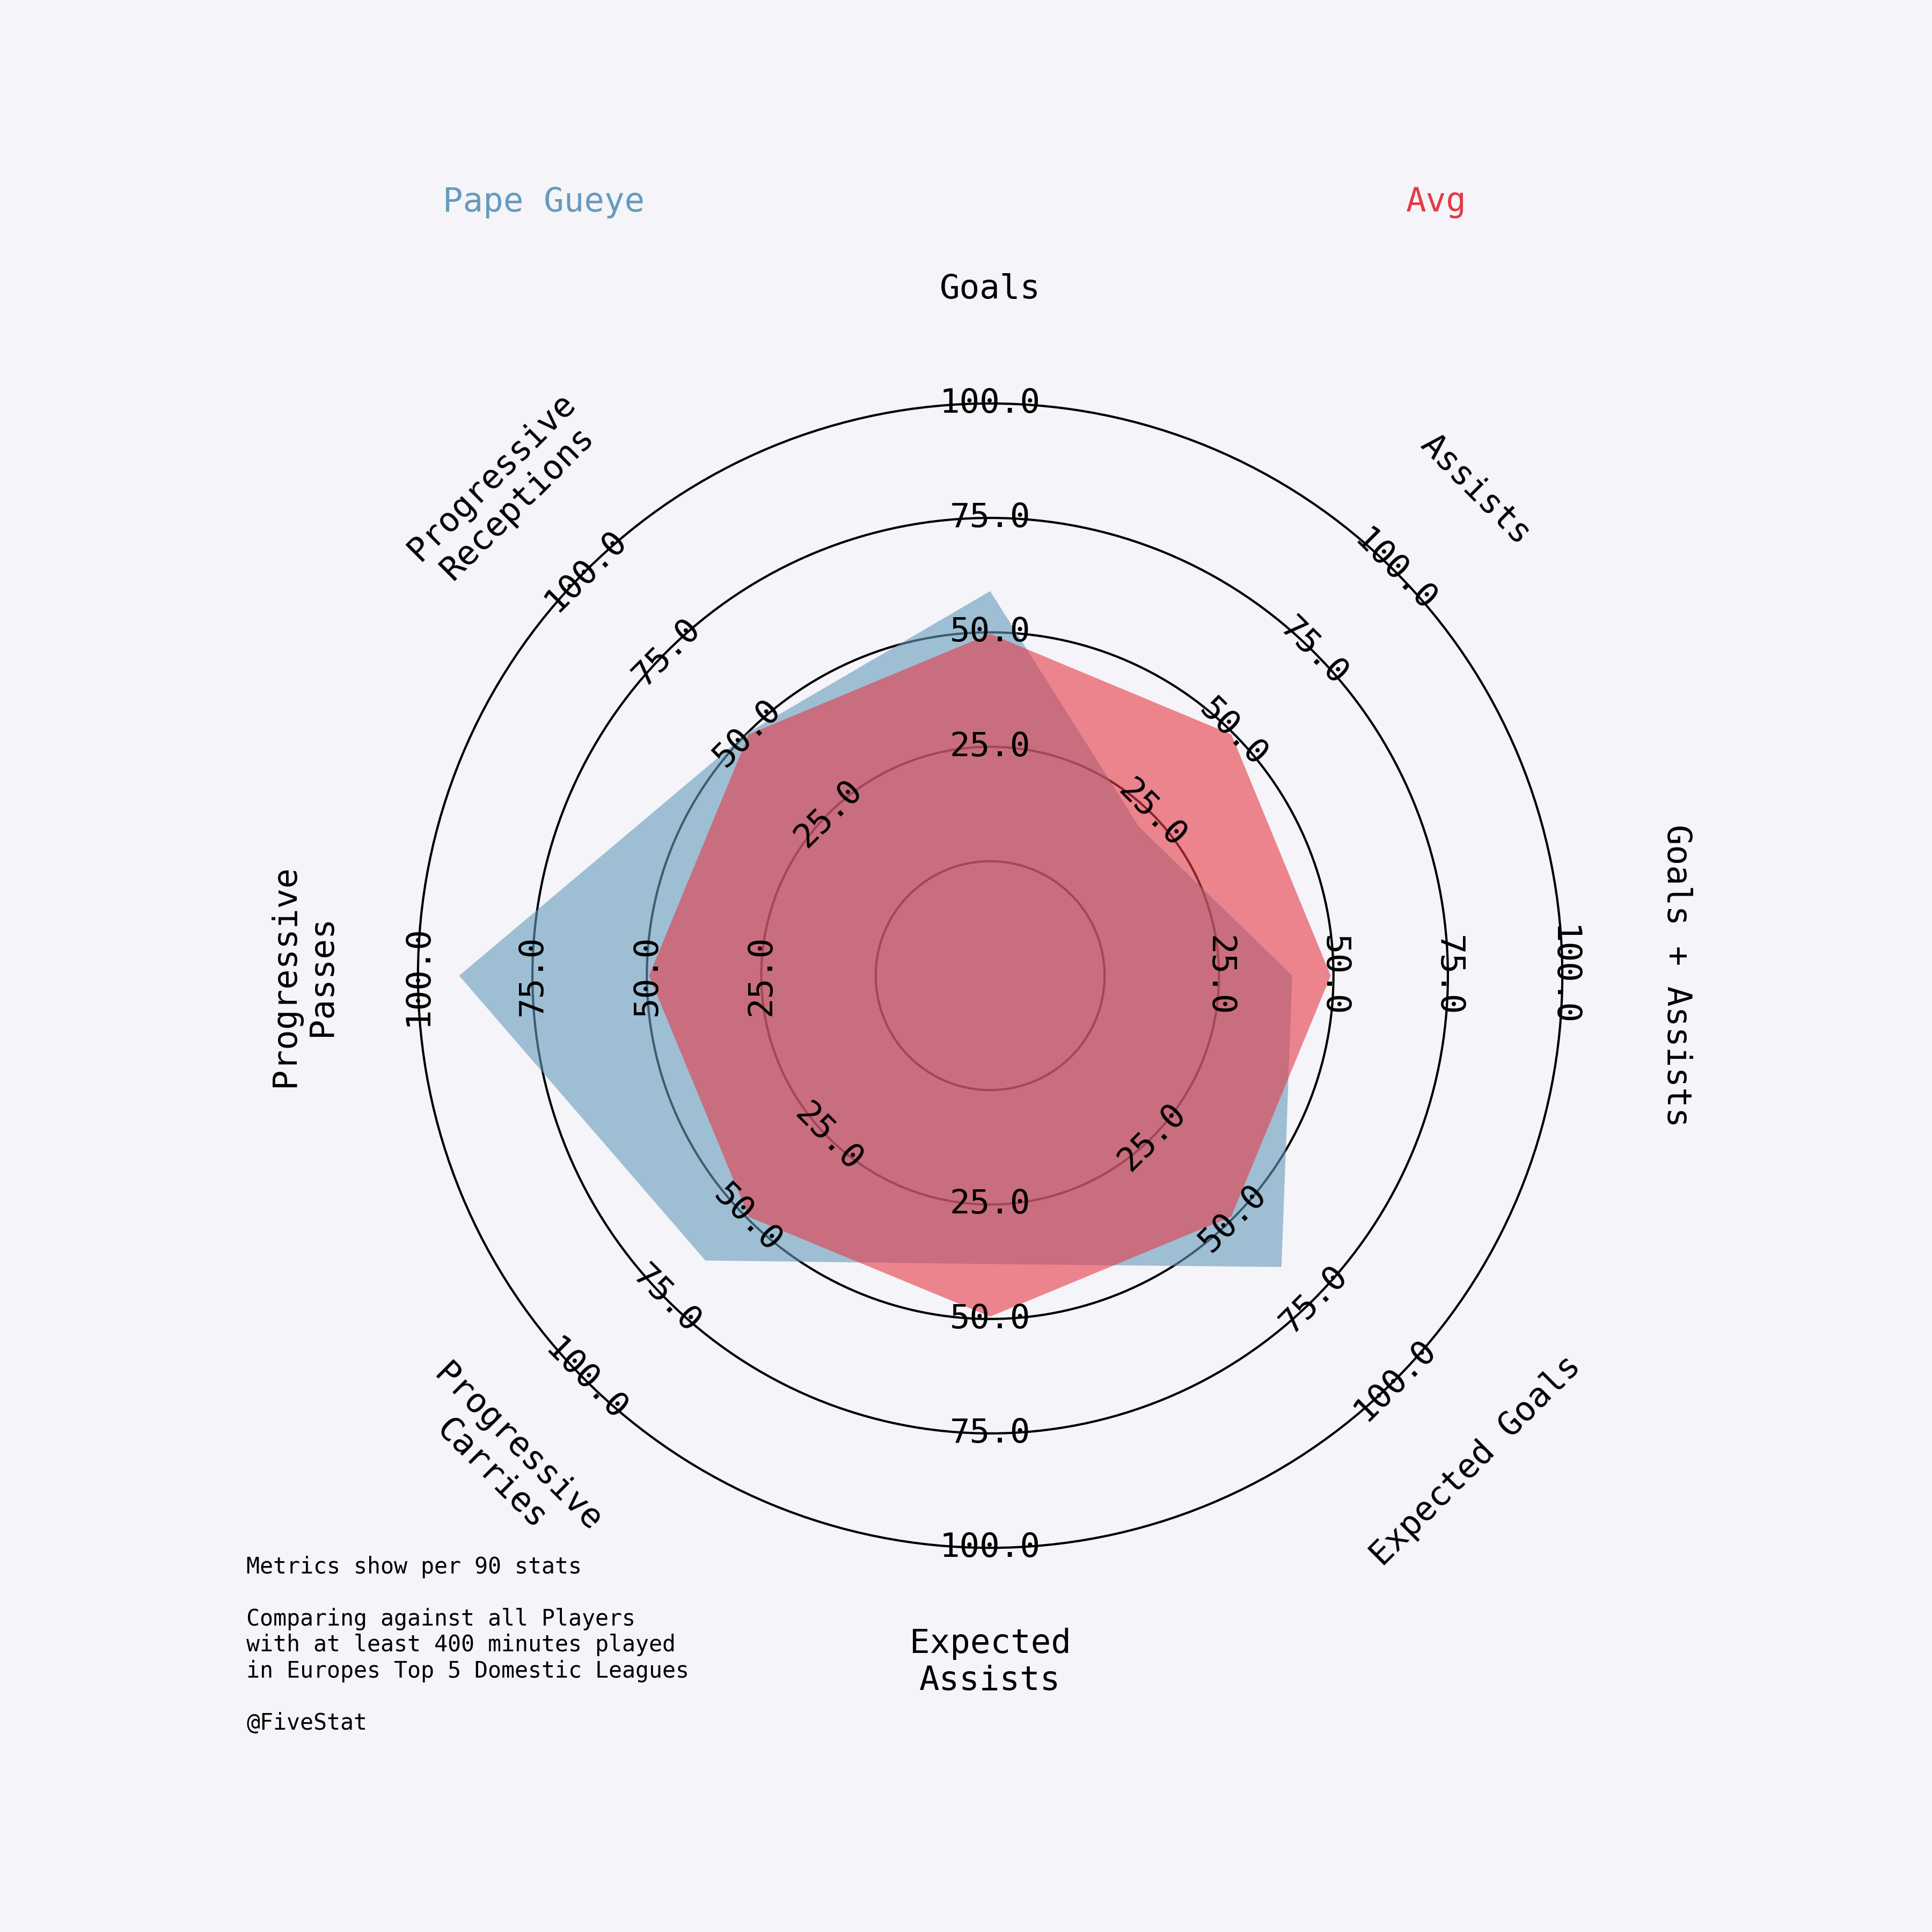 Pape Gueye
Avg
Goals
Assists
Goals + Assists
Expected Goals
Expected
Assists
Progressive
Carries
Progressive
Passes
Progressive
Receptions
25.0
50.0
75.0
100.0
25.0
50.0
75.0
100.0
25.0
50.0
75.0
100.0
25.0
50.0
75.0
100.0
25.0
50.0
75.0
100.0
25.0
50.0
75.0
100.0
25.0
50.0
75.0
100.0
25.0
50.0
75.0
100.0
Metrics show per 90 stats
Comparing against all Players
with at least 400 minutes played
in Europes Top 5 Domestic Leagues
@FiveStat